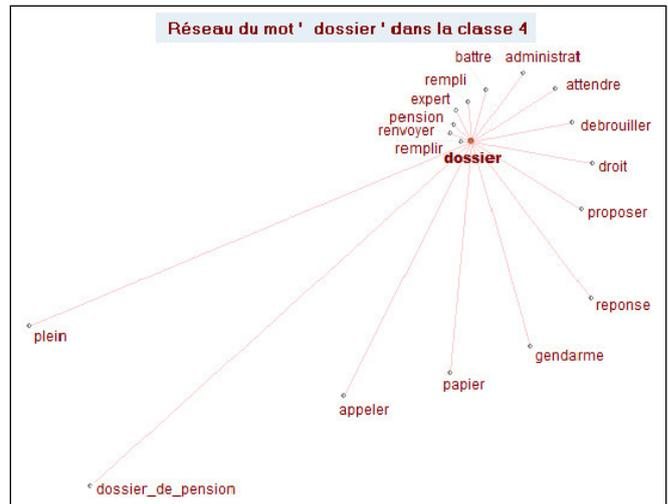 Réseau du mot ' dossier ' dans la classe 4
battre administrat
rempli
attendre
expert
pension
debrouiller
renvoyer
remplir
dossier
droit
proposer
reponse
plein
gendarme
papier
appeler
dossier_de_pension